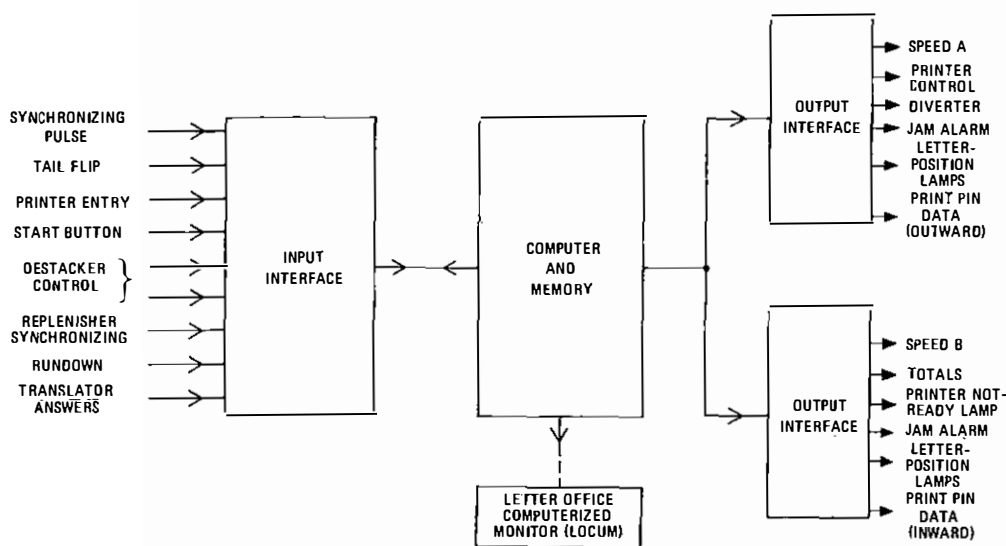 SYNCHRONIZING
PULSE
TAIL FLIP
PRINTER ENTRY
START BUTTON
OESTACKER
CONTROL
REPLENISHER
SYNCHRONIZING
RUNDOWN
TRANSLATOR
ANSWERS
INPUT
INTERFACE
COMPUTER
AND
MEMORY
LETTER OFFICE
COMPUTERIZED
MONITOR (LOCUM)
OUTPUT
INTERFACE
SPEED A
PRINTER
CONTROL
DIVERTER
JAM ALARM
LETTER-
POSITION
LAMPS
PRINT PIN
DATA
(OUTWARD)
OUTPUT
INTERFACE
SPEED B
TOTALS
PRINTER NOT-
READY LAMP
JAM ALARM
LETTER-
POSITION
LAMPS
PRINT PIN
DATA
(INWARD)